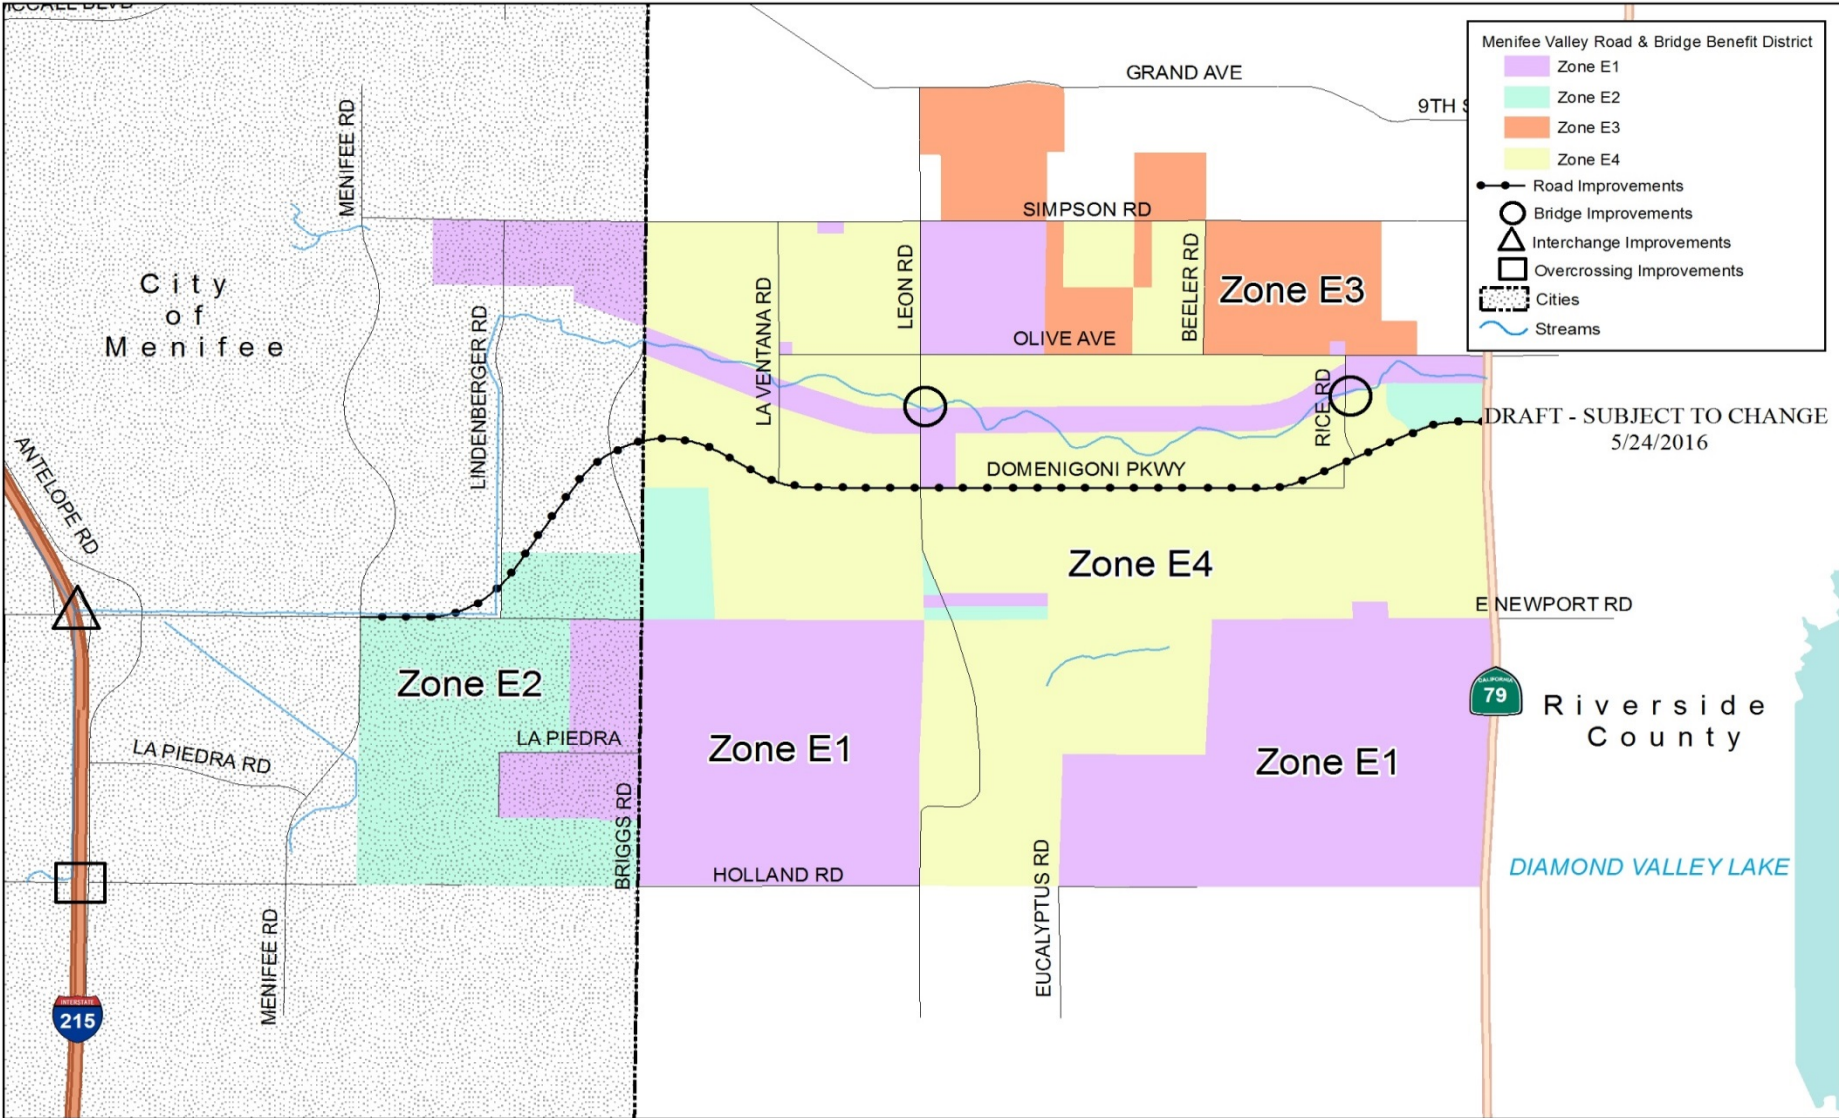 MCCALL BLVD
GRAND AVE
9TH S
Menifee Valley Road & Bridge Benefit District
Zone E1
Zone E2
Zone E3
Zone E4
Road Improvements
Bridge Improvements
Interchange Improvements
Overcrossing Improvements
Cities
Streams
MENIFEE RD
SIMPSON RD
City
of
Menifee
LINDENBERGER RD
LA VENTANA RD
LEON RD
BEELER RD
Zone E3
OLIVE AVE
RICE RD
DRAFT - SUBJECT TO CHANGE
5/24/2016
ANTELOPE RD
DOMENIGONI PKWY
Zone E4
E NEWPORT RD
Zone E2
CALIFORNIA
79
Riverside
County
LA PIEDRA RD
LA PIEDRA
Zone E1
Zone E1
BRIGGS RD
HOLLAND RD
EUCALYPTUS RD
DIAMOND VALLEY LAKE
MENIFEE RD
INTERSTATE
215